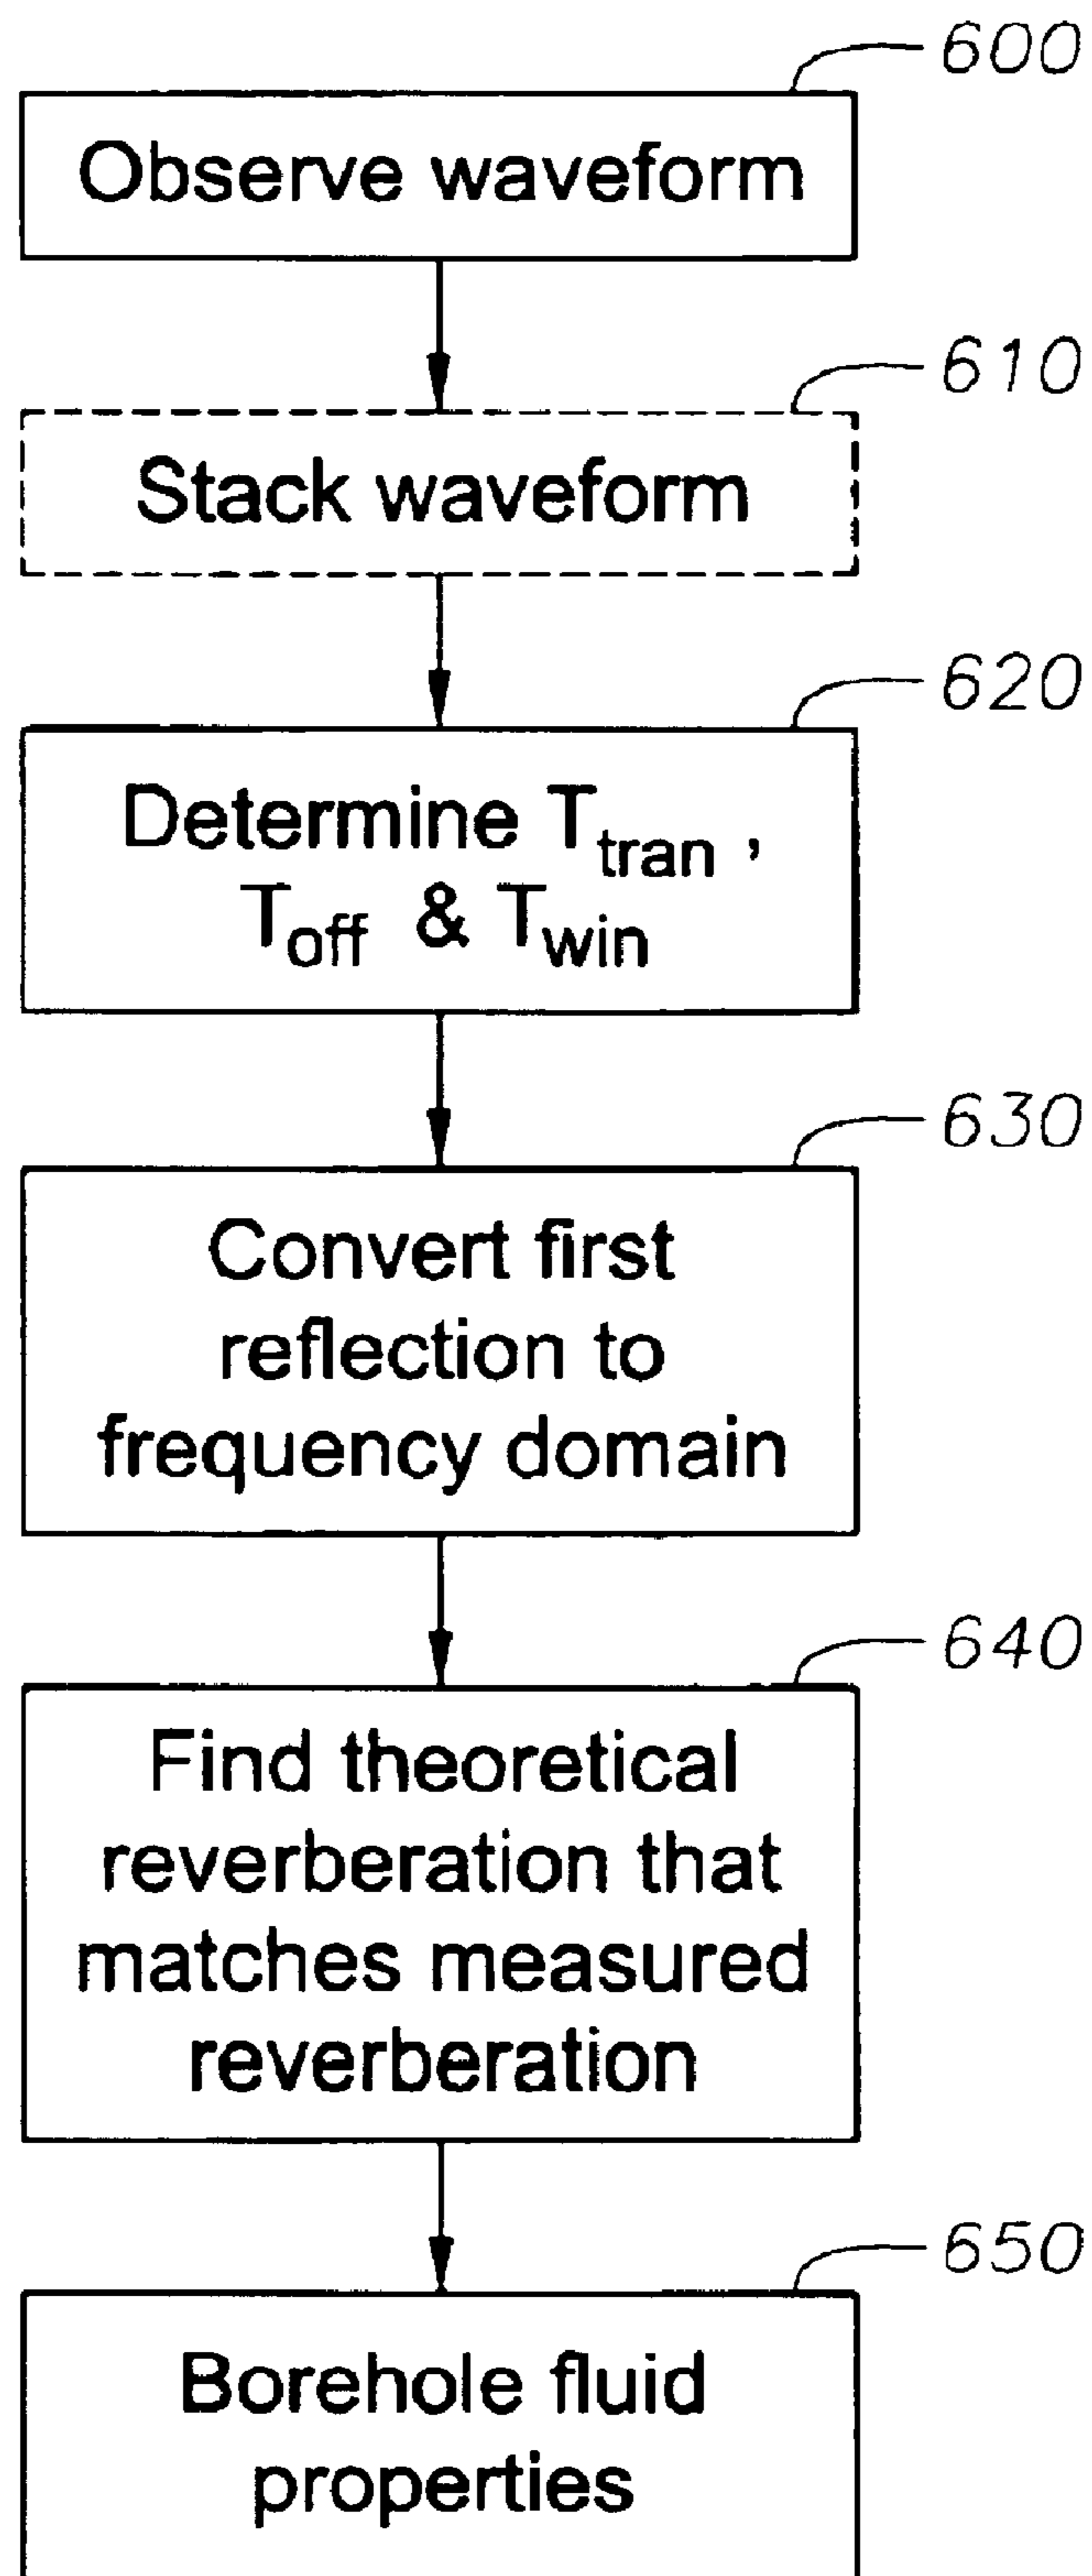 600
Observe waveform
610
Stack waveform
620
Determine T_tran ,
T_off & T_win
630
Convert first
reflection to
frequency domain
640
Find theoretical
reverberation that
matches measured
reverberation
650
Borehole fluid
properties